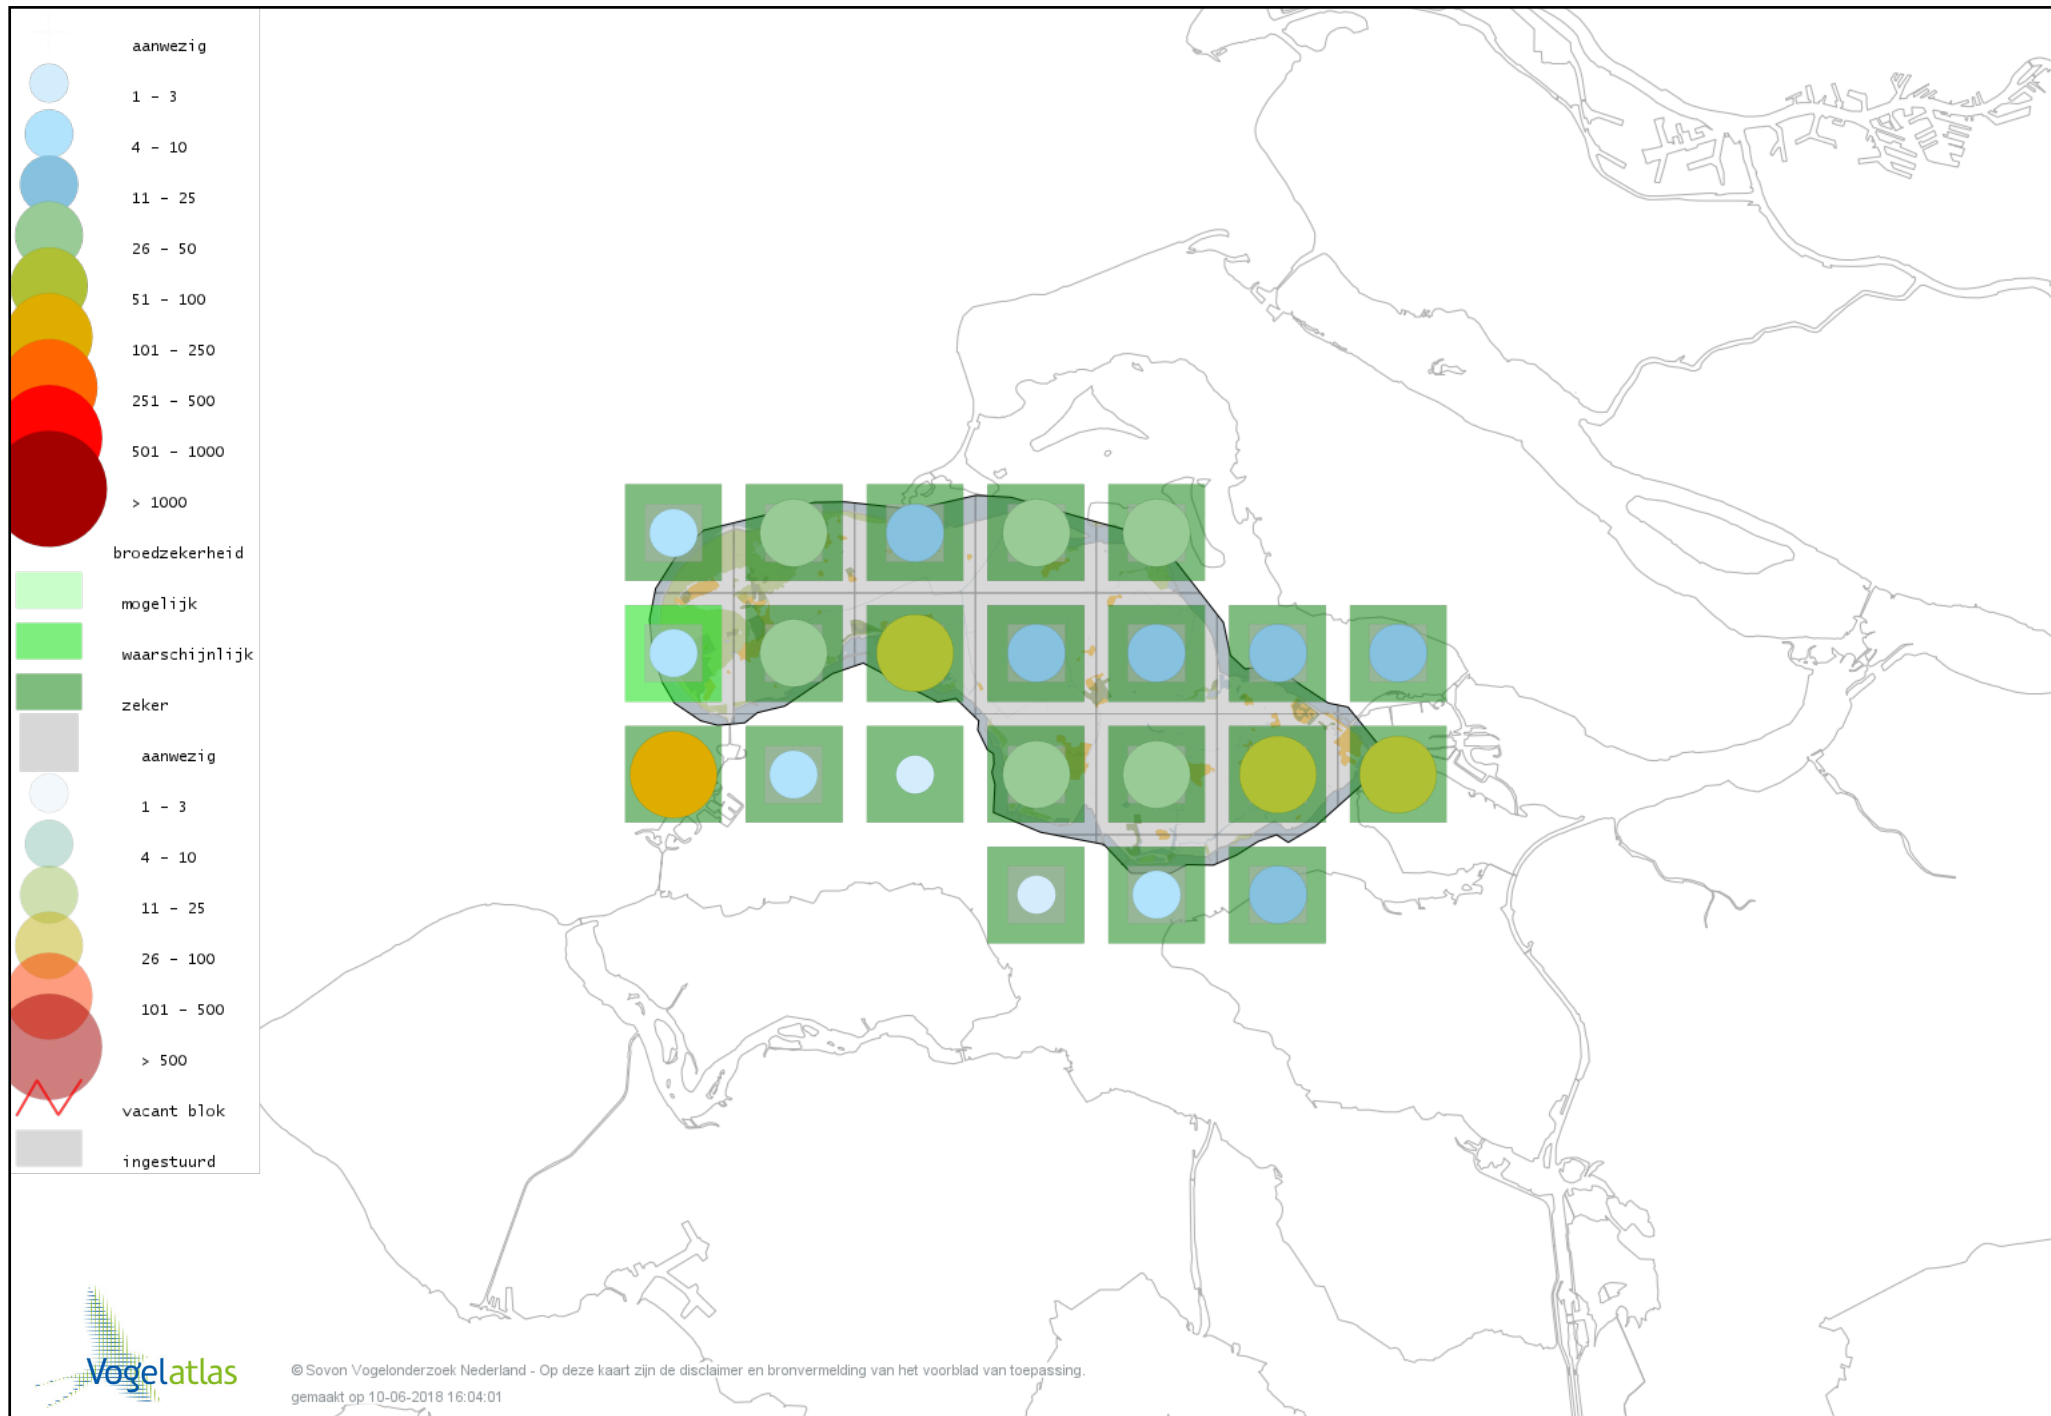 aanwezig
1 - 3
4 - 10
11 - 25
26 - 50
51 - 100
101 - 250
251 - 500
501 - 1000
> 1000
broedzekerheid
mogelijk
waarschijnlijk
zeker
aanwezig
1 - 3
4 - 10
11 - 25
26 - 100
101 - 500
> 500
vacant blok
ingestuurd
Vogelatlas
© Sovon Vogelonderzoek Nederland - Op deze kaart zijn de disclaimer en bronvermelding van het voorblad van toepassing.
gemaakt op 10-06-2018 16:04:01